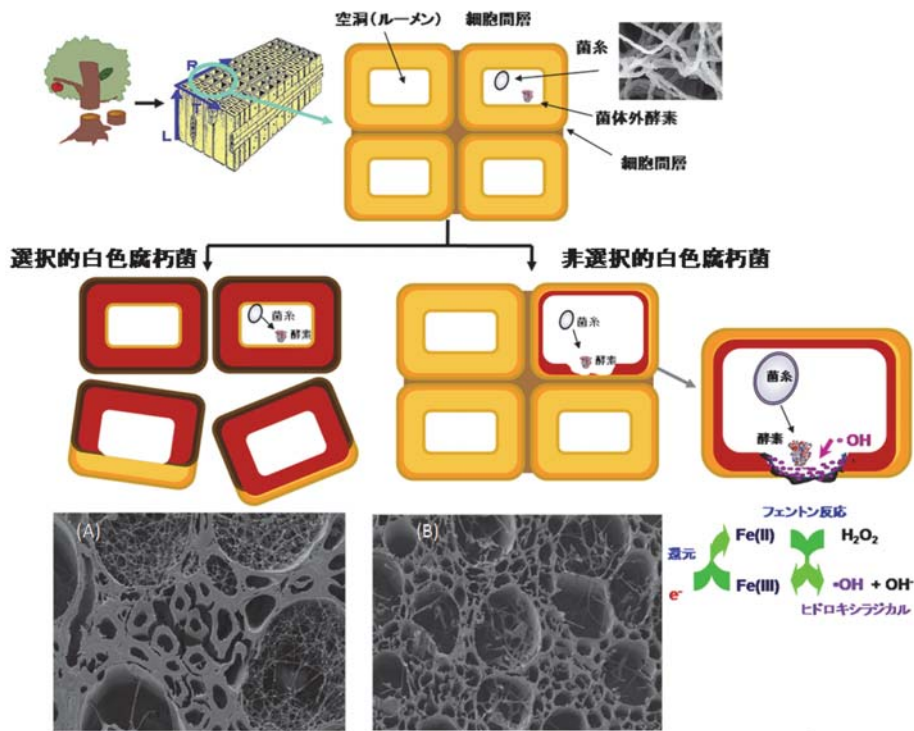 空洞(ルーメン) 細胞間層
菌糸
R
T
L
菌体外酵素
細胞間層
選択的白色腐朽菌
非選択的白色腐朽菌
菌糸
酵素
菌糸
酵素
菌糸
酵素
•OH
(A)
(B)
フェントン反応
還元
Fe(II)
H₂O₂
e⁻
Fe(III)
•OH + OH⁻
ヒドロキシラジカル